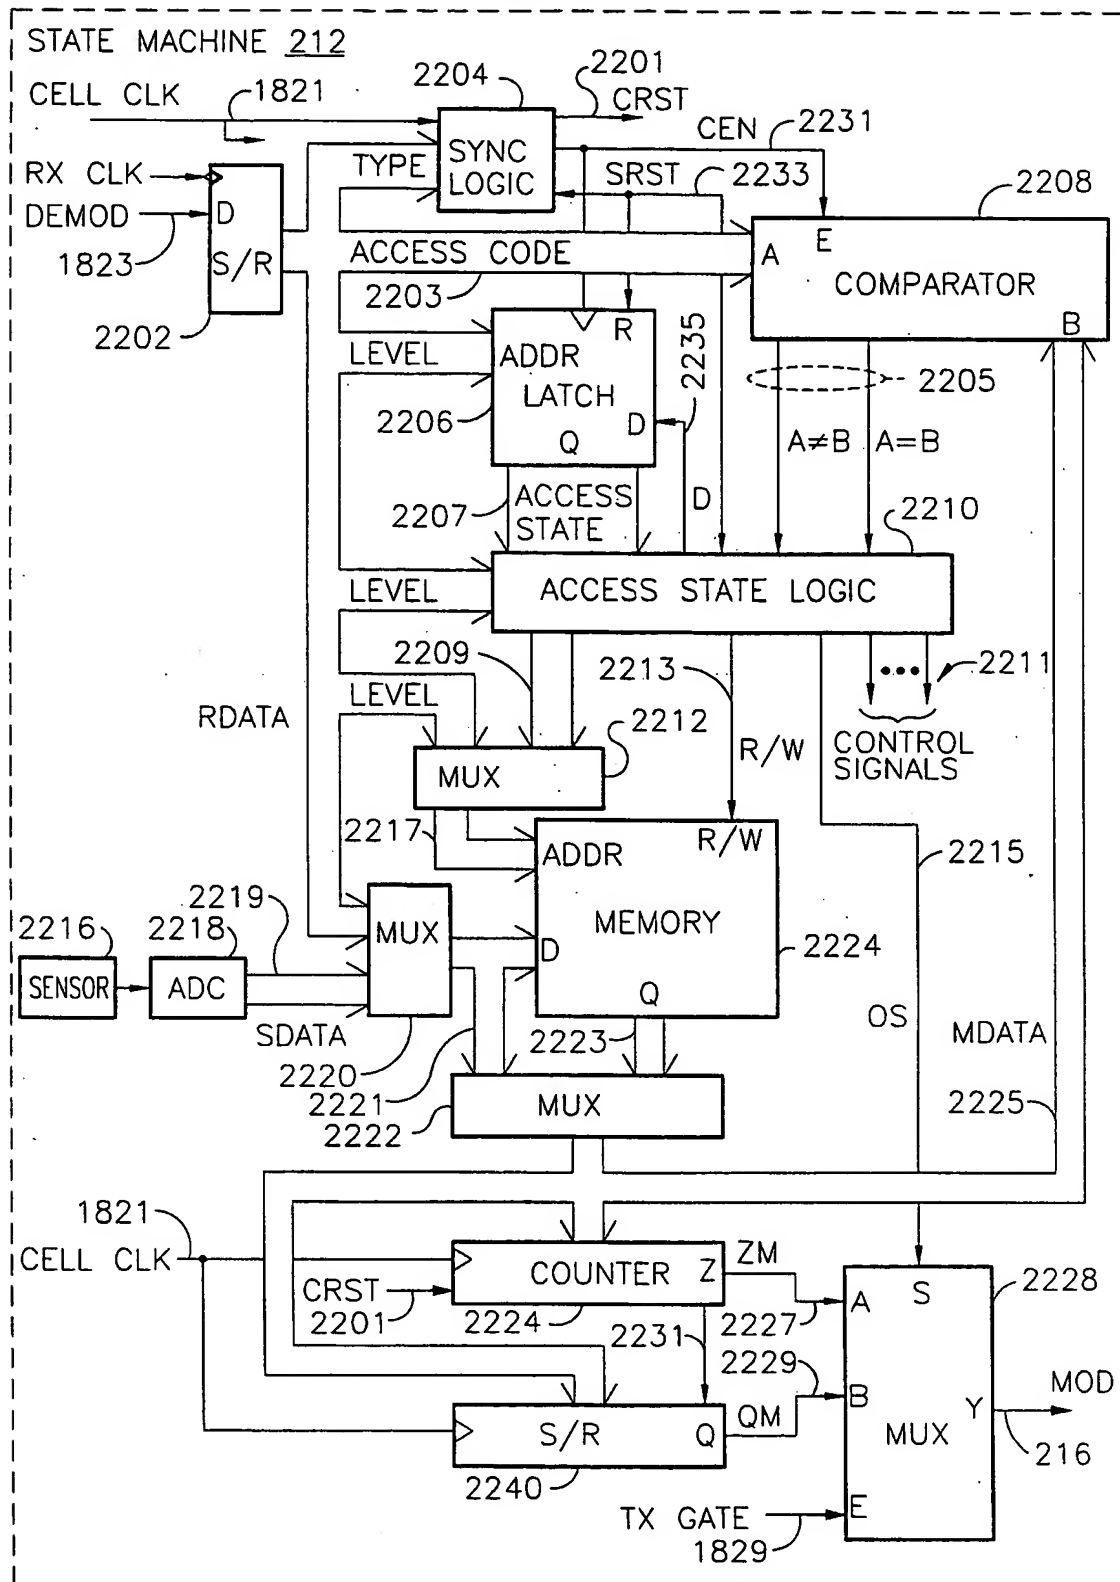 STATE MACHINE 212
2204
2201
CELL CLK
1821
CRST
CEN
2231
SYNC
LOGIC
TYPE
SRST
2233
2208
RX CLK
DEMOD
D
1823
S/R
2202
ACCESS CODE
2203
A
E
COMPARATOR
B
R
ADDR
LATCH
D
Q
LEVEL
2206
2235
2205
A≠B
A=B
2207
ACCESS
STATE
D
2210
ACCESS STATE LOGIC
LEVEL
2209
2213
2211
LEVEL
RDATA
2212
R/W
CONTROL
SIGNALS
MUX
2217
ADDR
R/W
2215
2219
2216
2218
MUX
MEMORY
D
2224
SENSOR
ADC
Q
SDATA
2220
2223
OS
MDATA
2221
2222
MUX
2225
1821
CELL CLK
COUNTER
Z
ZM
CRST
2201
2224
2227
A
S
2228
2231
2229
B
MOD
S/R
Q
QM
Y
MUX
216
2240
TX GATE
E
1829